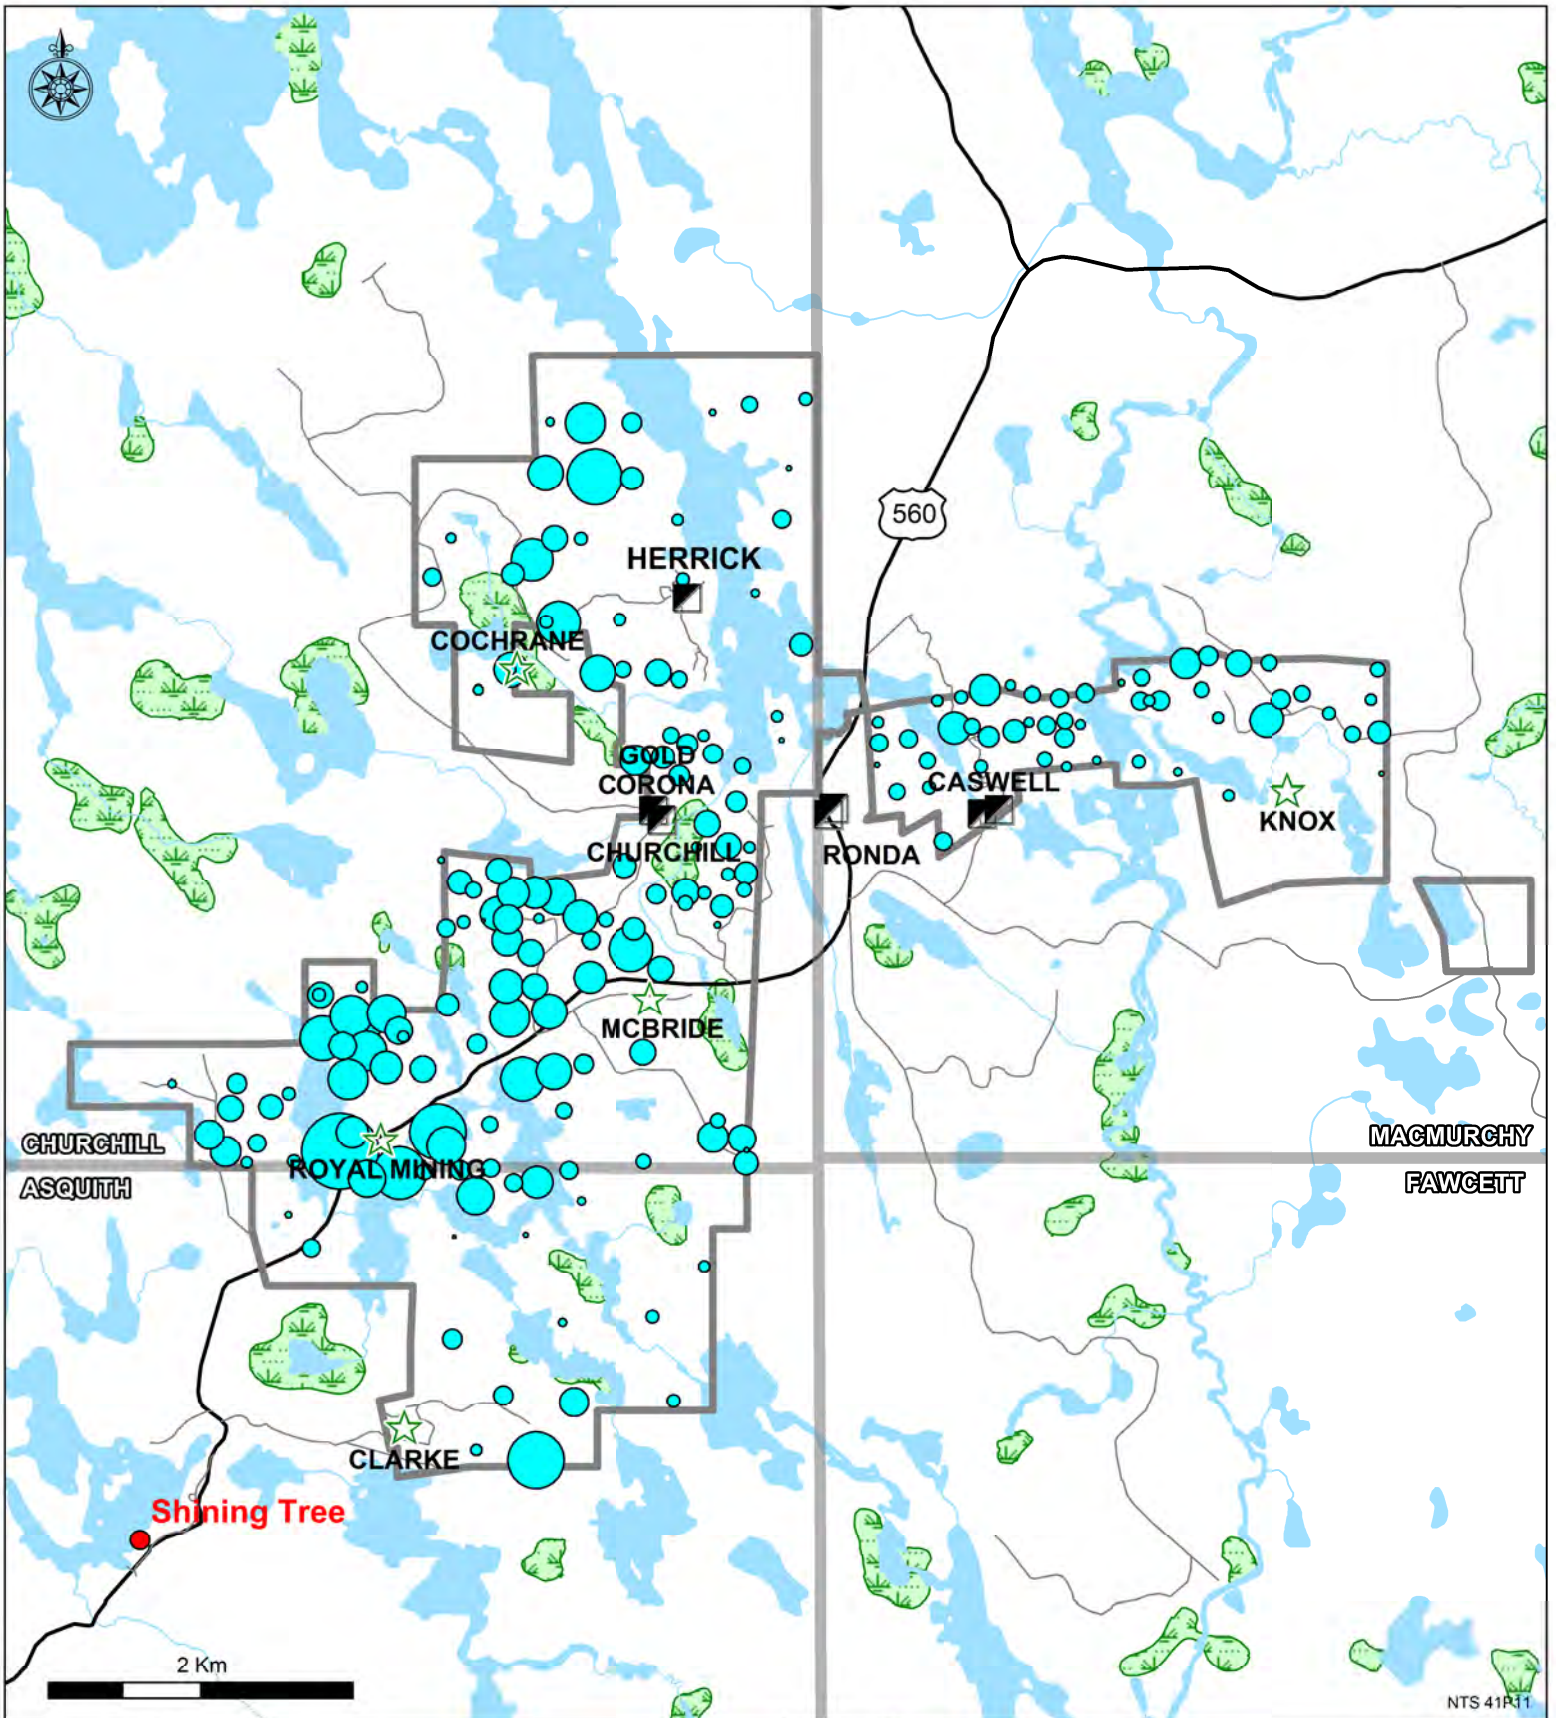 560
HERRICK
COCHRANE
GOLD
CORONA
CASWELL
KNOX
CHURCHILL
RONDA
MCBRIDE
CHURCHILL
MACMURCHY
ROYAL MINING
ASQUITH
FAWCETT
CLARKE
Shining Tree
2 Km
NTS 41P11